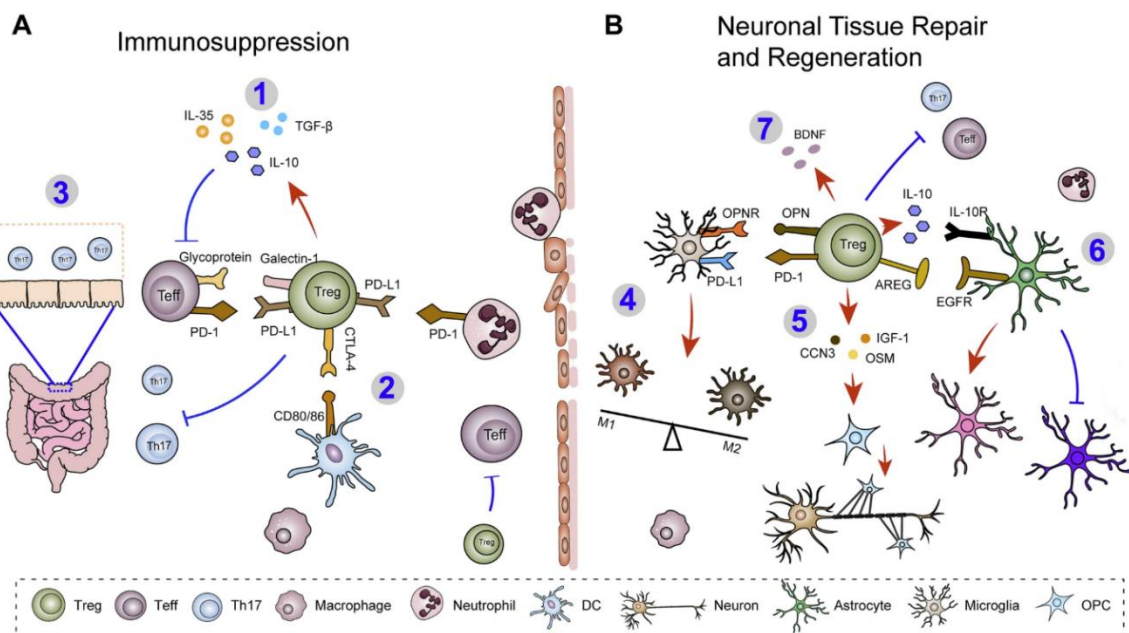 A
Immunosuppression
1
IL-35
TGF-β
IL-10
3
Th17
Th17
Th17
Glycoprotein
Galectin-1
Teff
Treg
PD-L1
PD-1
PD-L1
PD-1
CTLA-4
Th17
2
CD80/86
Th17
Teff
Treg
B
Neuronal Tissue Repair
and Regeneration
Th17
7
BDNF
Teff
OPNR
OPN
IL-10
IL-10R
Treg
6
PD-L1
PD-1
AREG
EGFR
4
5
IGF-1
CCN3
OSM
M1
M2
Treg
Teff
Th17
Macrophage
Neutrophil
DC
Neuron
Astrocyte
Microglia
OPC